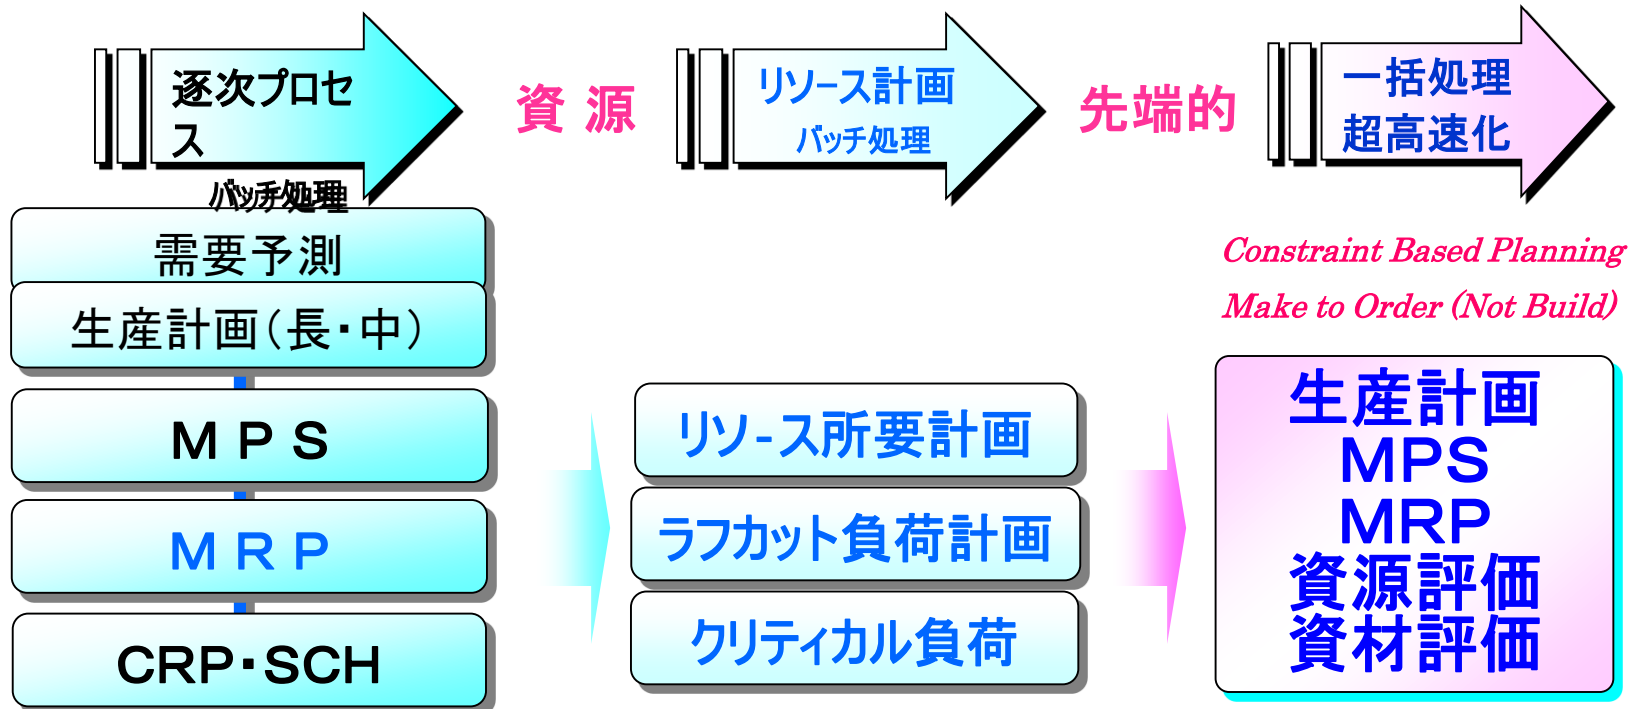 逐次プロセ
ス
バッチ処理
資 源
リソース計画
バッチ処理
先端的
一括処理
超高速化
需要予測
生産計画（長・中）
ＭＰＳ
ＭＲＰ
CRP・SCH
リソ-ス所要計画
ラフカット負荷計画
クリティカル負荷
Constraint Based Planning
Make to Order (Not Build)
生産計画
MPS
MRP
資源評価
資材評価